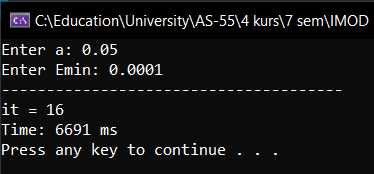 C:\Education\University\AS-55\4 kurs\7 sem\IMOD
Enter a: 0.05
Enter Emin: 0.0001
--------------------------------------
it = 16
Time: 6691 ms
Press any key to continue . . .